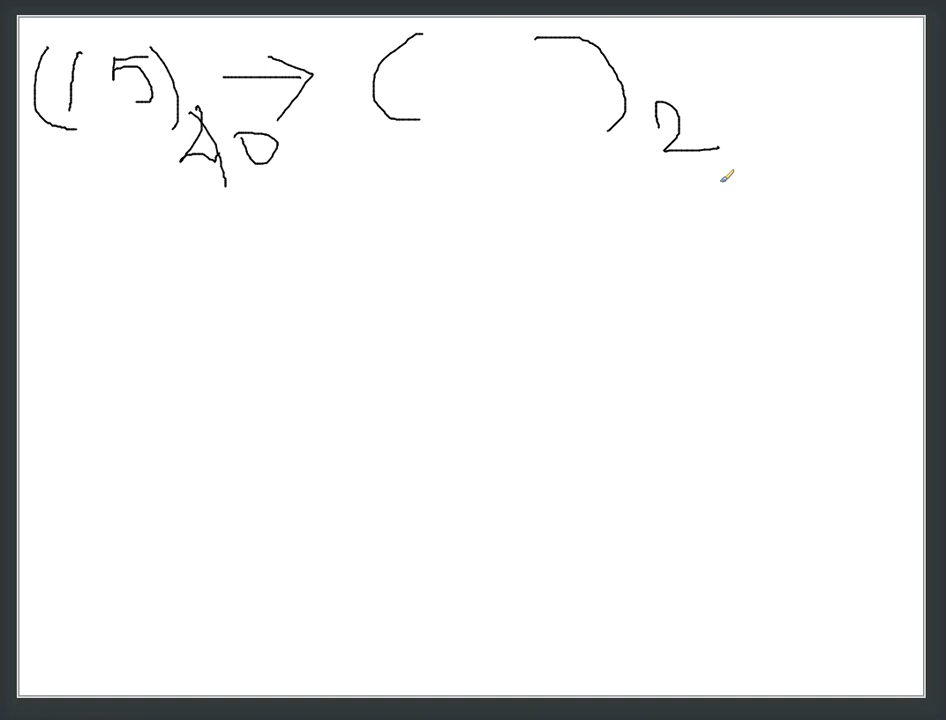 (15)₁₀ → ( )₂